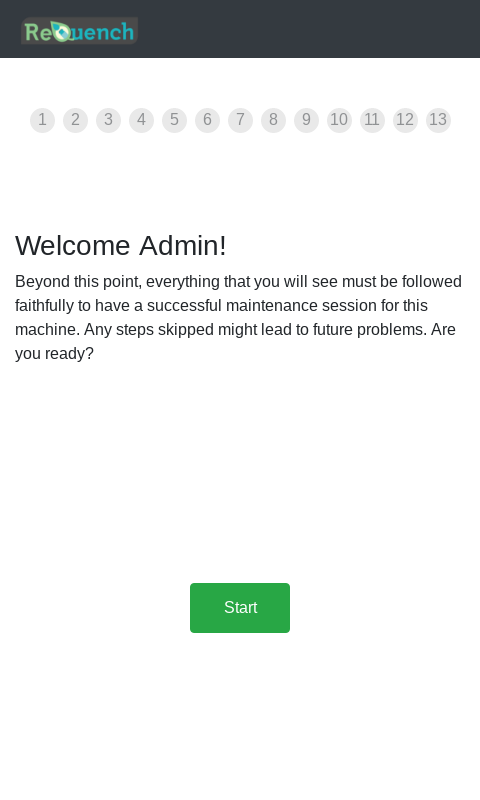 ReQuench
1 2 3 4 5 6 7 8 9 10 11 12 13
Welcome Admin!
Beyond this point, everything that you will see must be followed
faithfully to have a successful maintenance session for this
machine. Any steps skipped might lead to future problems. Are
you ready?
Start